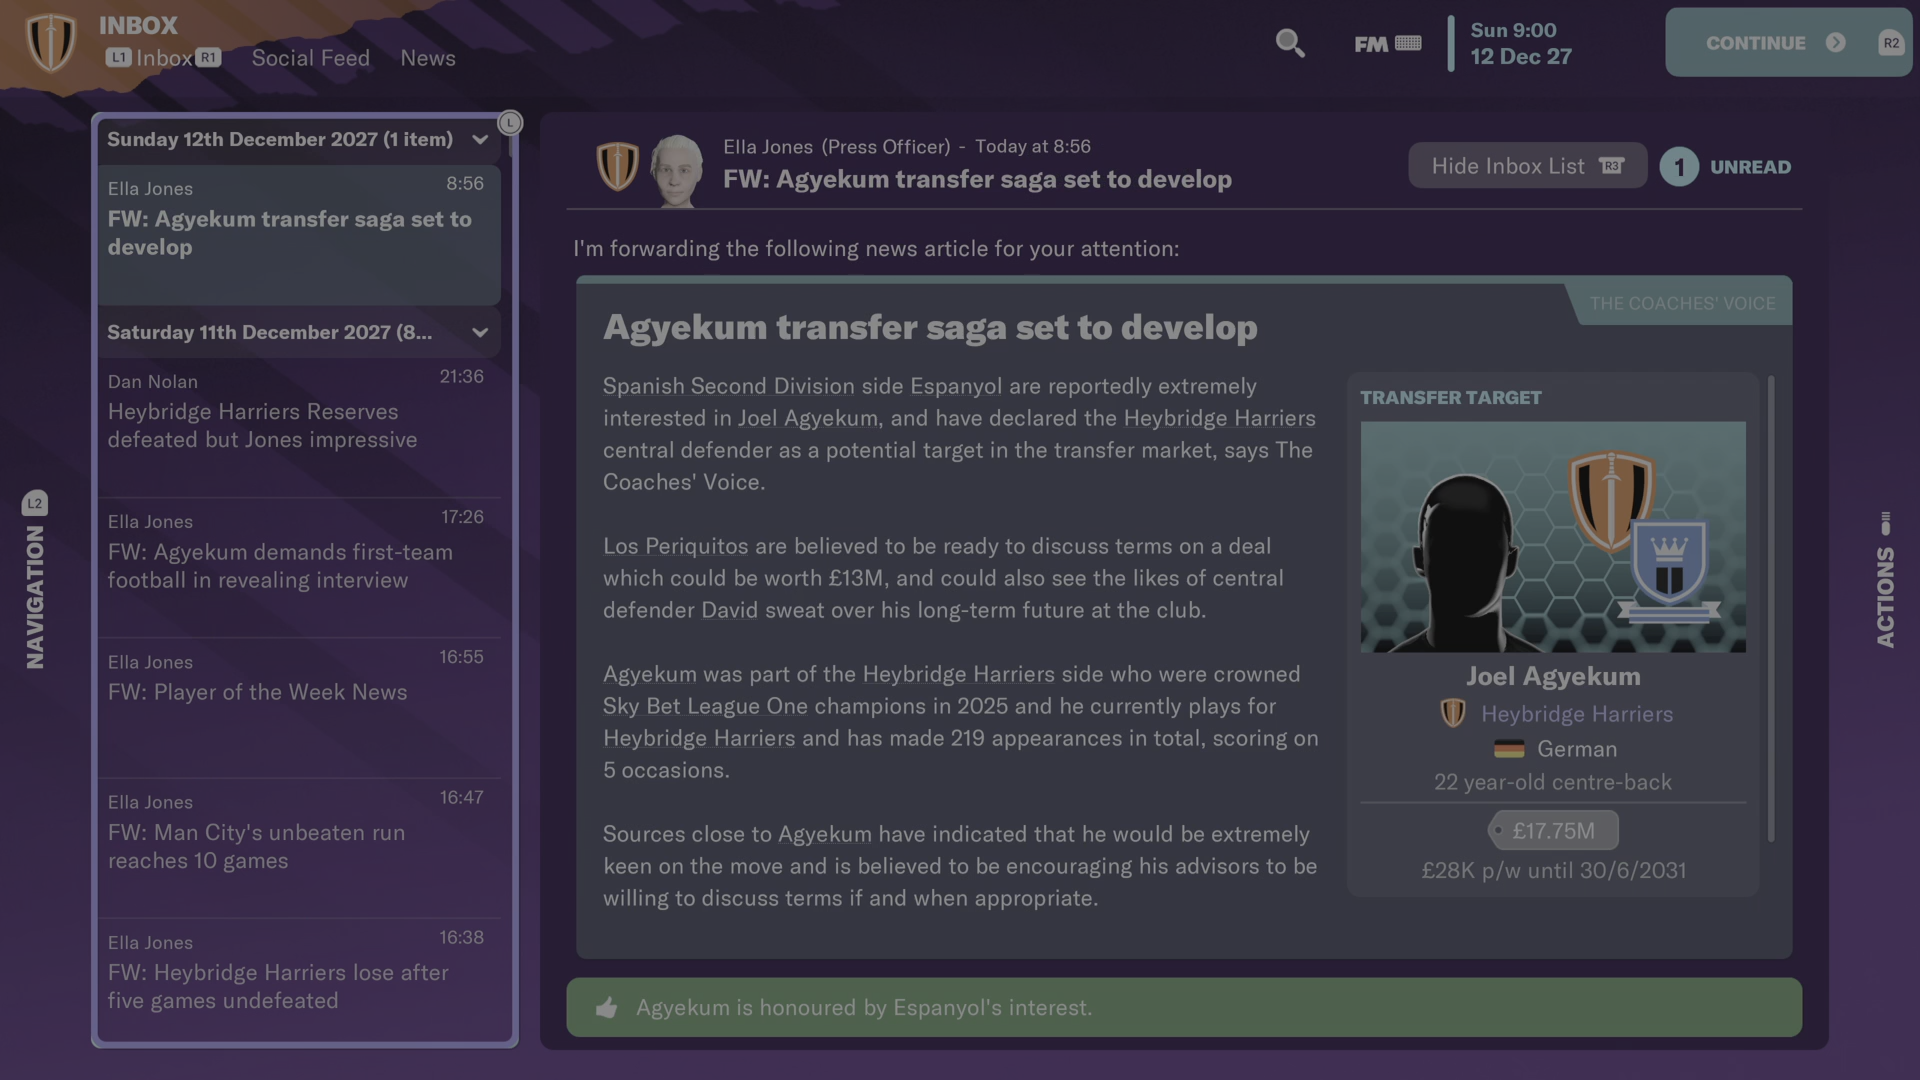 INBOX
L1 Inbox R1 Social Feed News
FM
Sun 9:00
12 Dec 27
CONTINUE R2
L2
NAVIGATION
L
Sunday 12th December 2027 (1 item)
Ella Jones 8:56
FW: Agyekum transfer saga set to
develop
Saturday 11th December 2027 (8...
Dan Nolan 21:36
Heybridge Harriers Reserves
defeated but Jones impressive
Ella Jones 17:26
FW: Agyekum demands first-team
football in revealing interview
Ella Jones 16:55
FW: Player of the Week News
Ella Jones 16:47
FW: Man City's unbeaten run
reaches 10 games
Ella Jones 16:38
FW: Heybridge Harriers lose after
five games undefeated
Ella Jones (Press Officer) - Today at 8:56
FW: Agyekum transfer saga set to develop
Hide Inbox List R3
1 UNREAD
I'm forwarding the following news article for your attention:
THE COACHES' VOICE
Agyekum transfer saga set to develop
Spanish Second Division side Espanyol are reportedly extremely
interested in Joel Agyekum, and have declared the Heybridge Harriers
central defender as a potential target in the transfer market, says The
Coaches' Voice.
Los Periquitos are believed to be ready to discuss terms on a deal
which could be worth £13M, and could also see the likes of central
defender David sweat over his long-term future at the club.
Agyekum was part of the Heybridge Harriers side who were crowned
Sky Bet League One champions in 2025 and he currently plays for
Heybridge Harriers and has made 219 appearances in total, scoring on
5 occasions.
Sources close to Agyekum have indicated that he would be extremely
keen on the move and is believed to be encouraging his advisors to be
willing to discuss terms if and when appropriate.
TRANSFER TARGET
Joel Agyekum
Heybridge Harriers
German
22 year-old centre-back
£17.75M
£28K p/w until 30/6/2031
Agyekum is honoured by Espanyol's interest.
ACTIONS